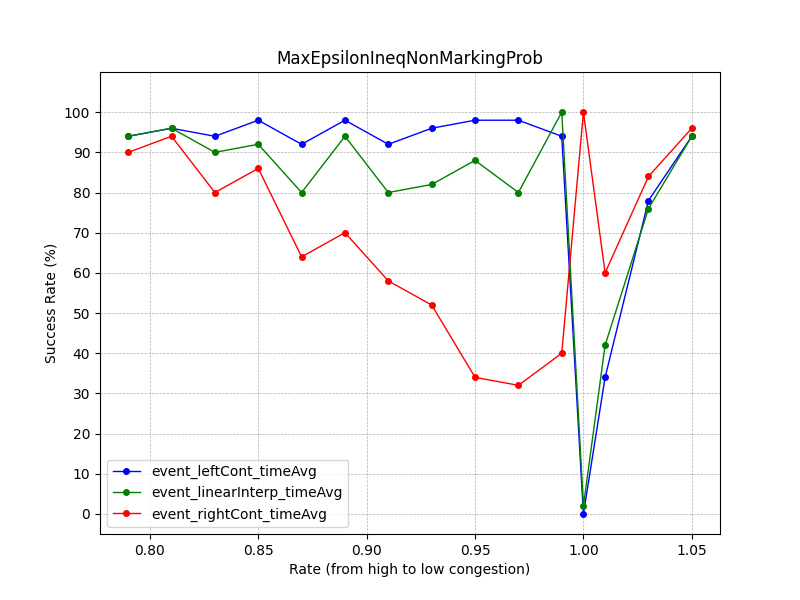 MaxEpsilonIneqNonMarkingProb
Success Rate (%)
100
90
80
70
60
50
40
30
20
10
0
event_leftCont_timeAvg
event_linearInterp_timeAvg
event_rightCont_timeAvg
0.80 0.85 0.90 0.95 1.00 1.05
Rate (from high to low congestion)